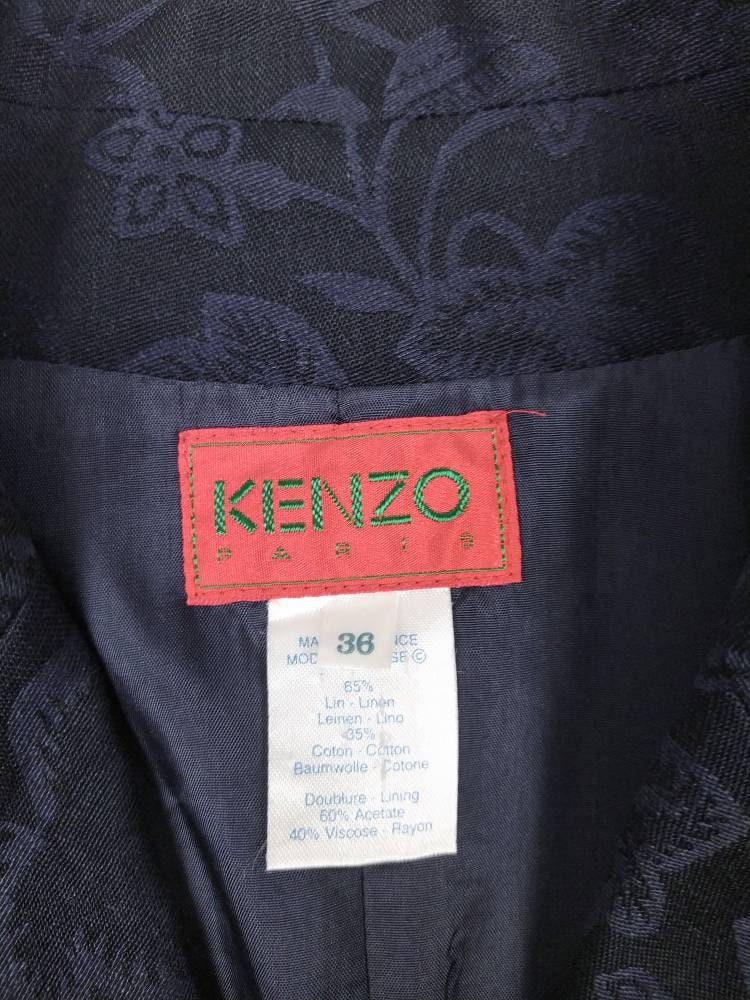 KENZO
PARIS
36
65%
Lin - Linen
Leinen - Lino
35%
Coton - Cotton
Baumwolle - Cotone
Doublure - Lining
60% Acetate
40% Viscose - Rayon